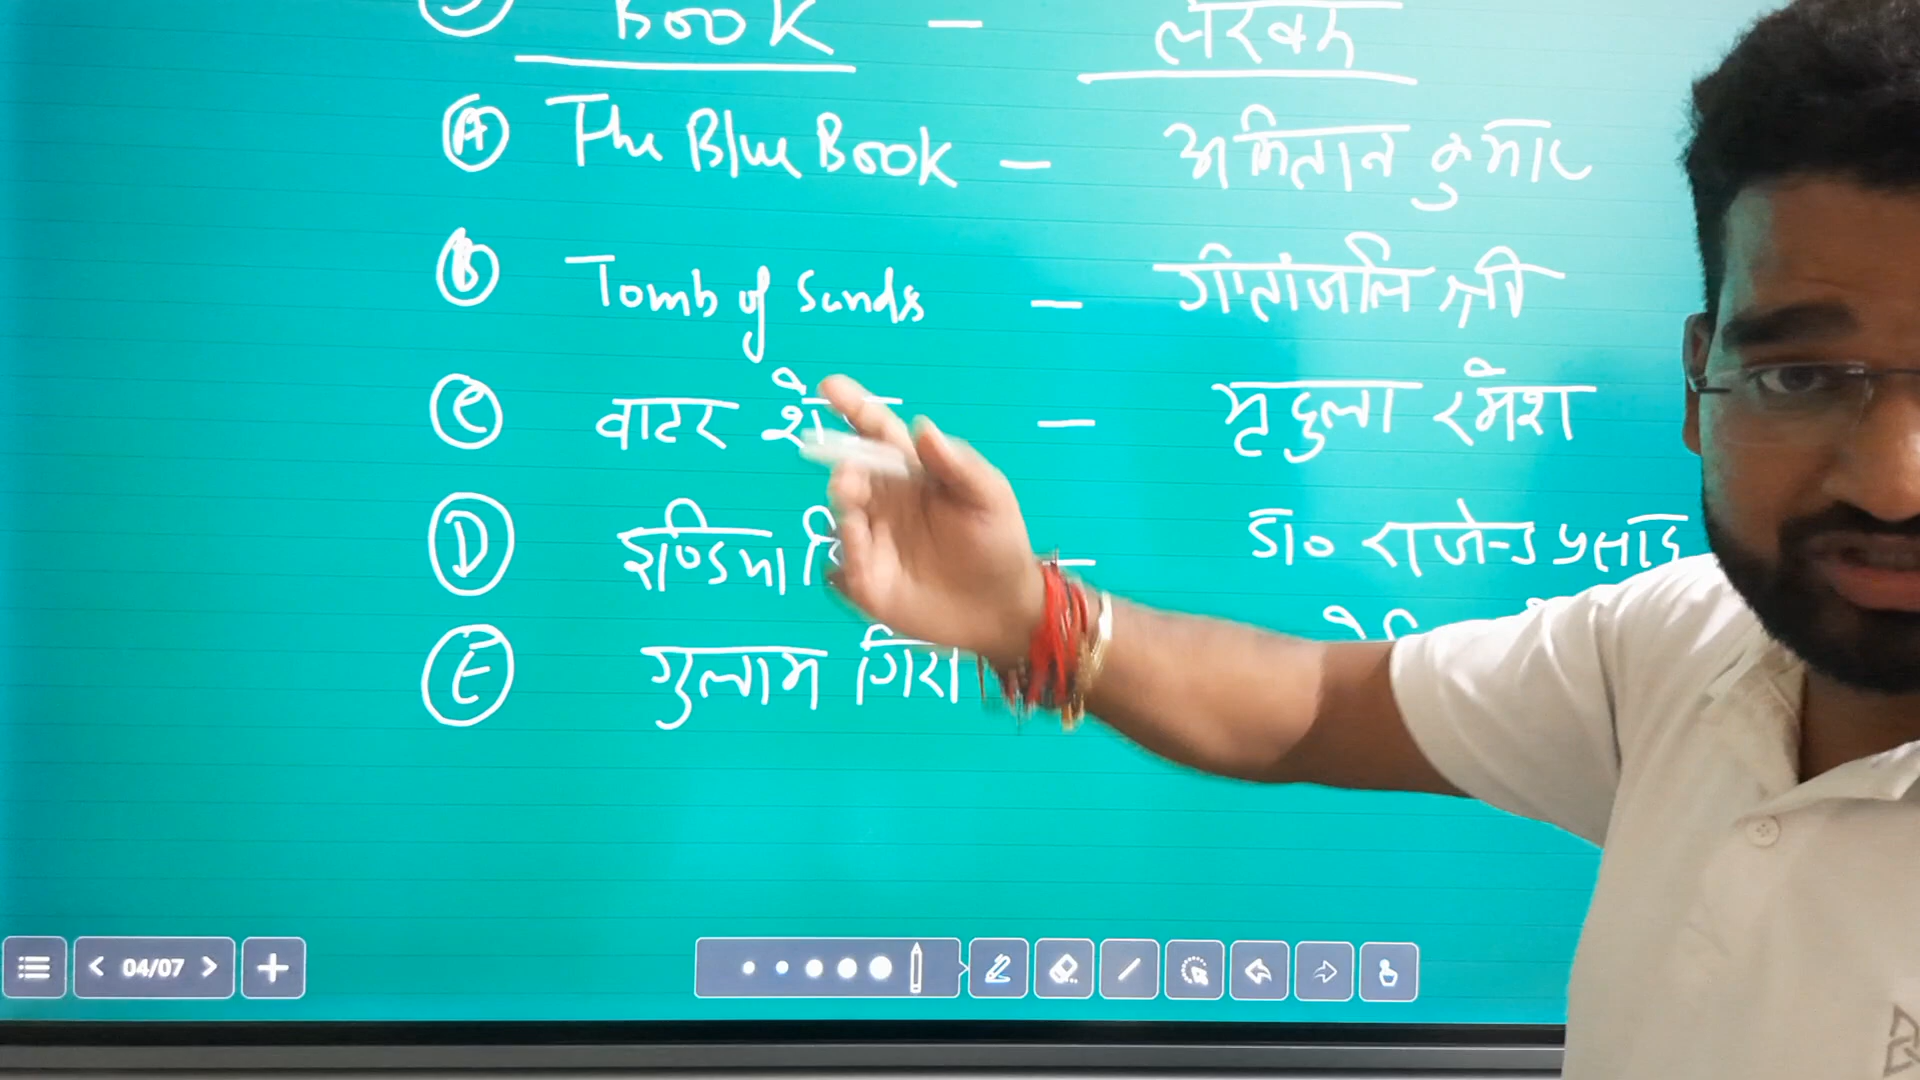 Book – लेखक
(A) The Blue Book – अमिताव कुमार
(B) Tomb of Sands – गीतांजलि श्री
(C) वाटर – मृदुला रमेश
(D) इण्डिया – डा० राजेन्द्र प्रसाद
(E) गुलाम गिरी
04/07